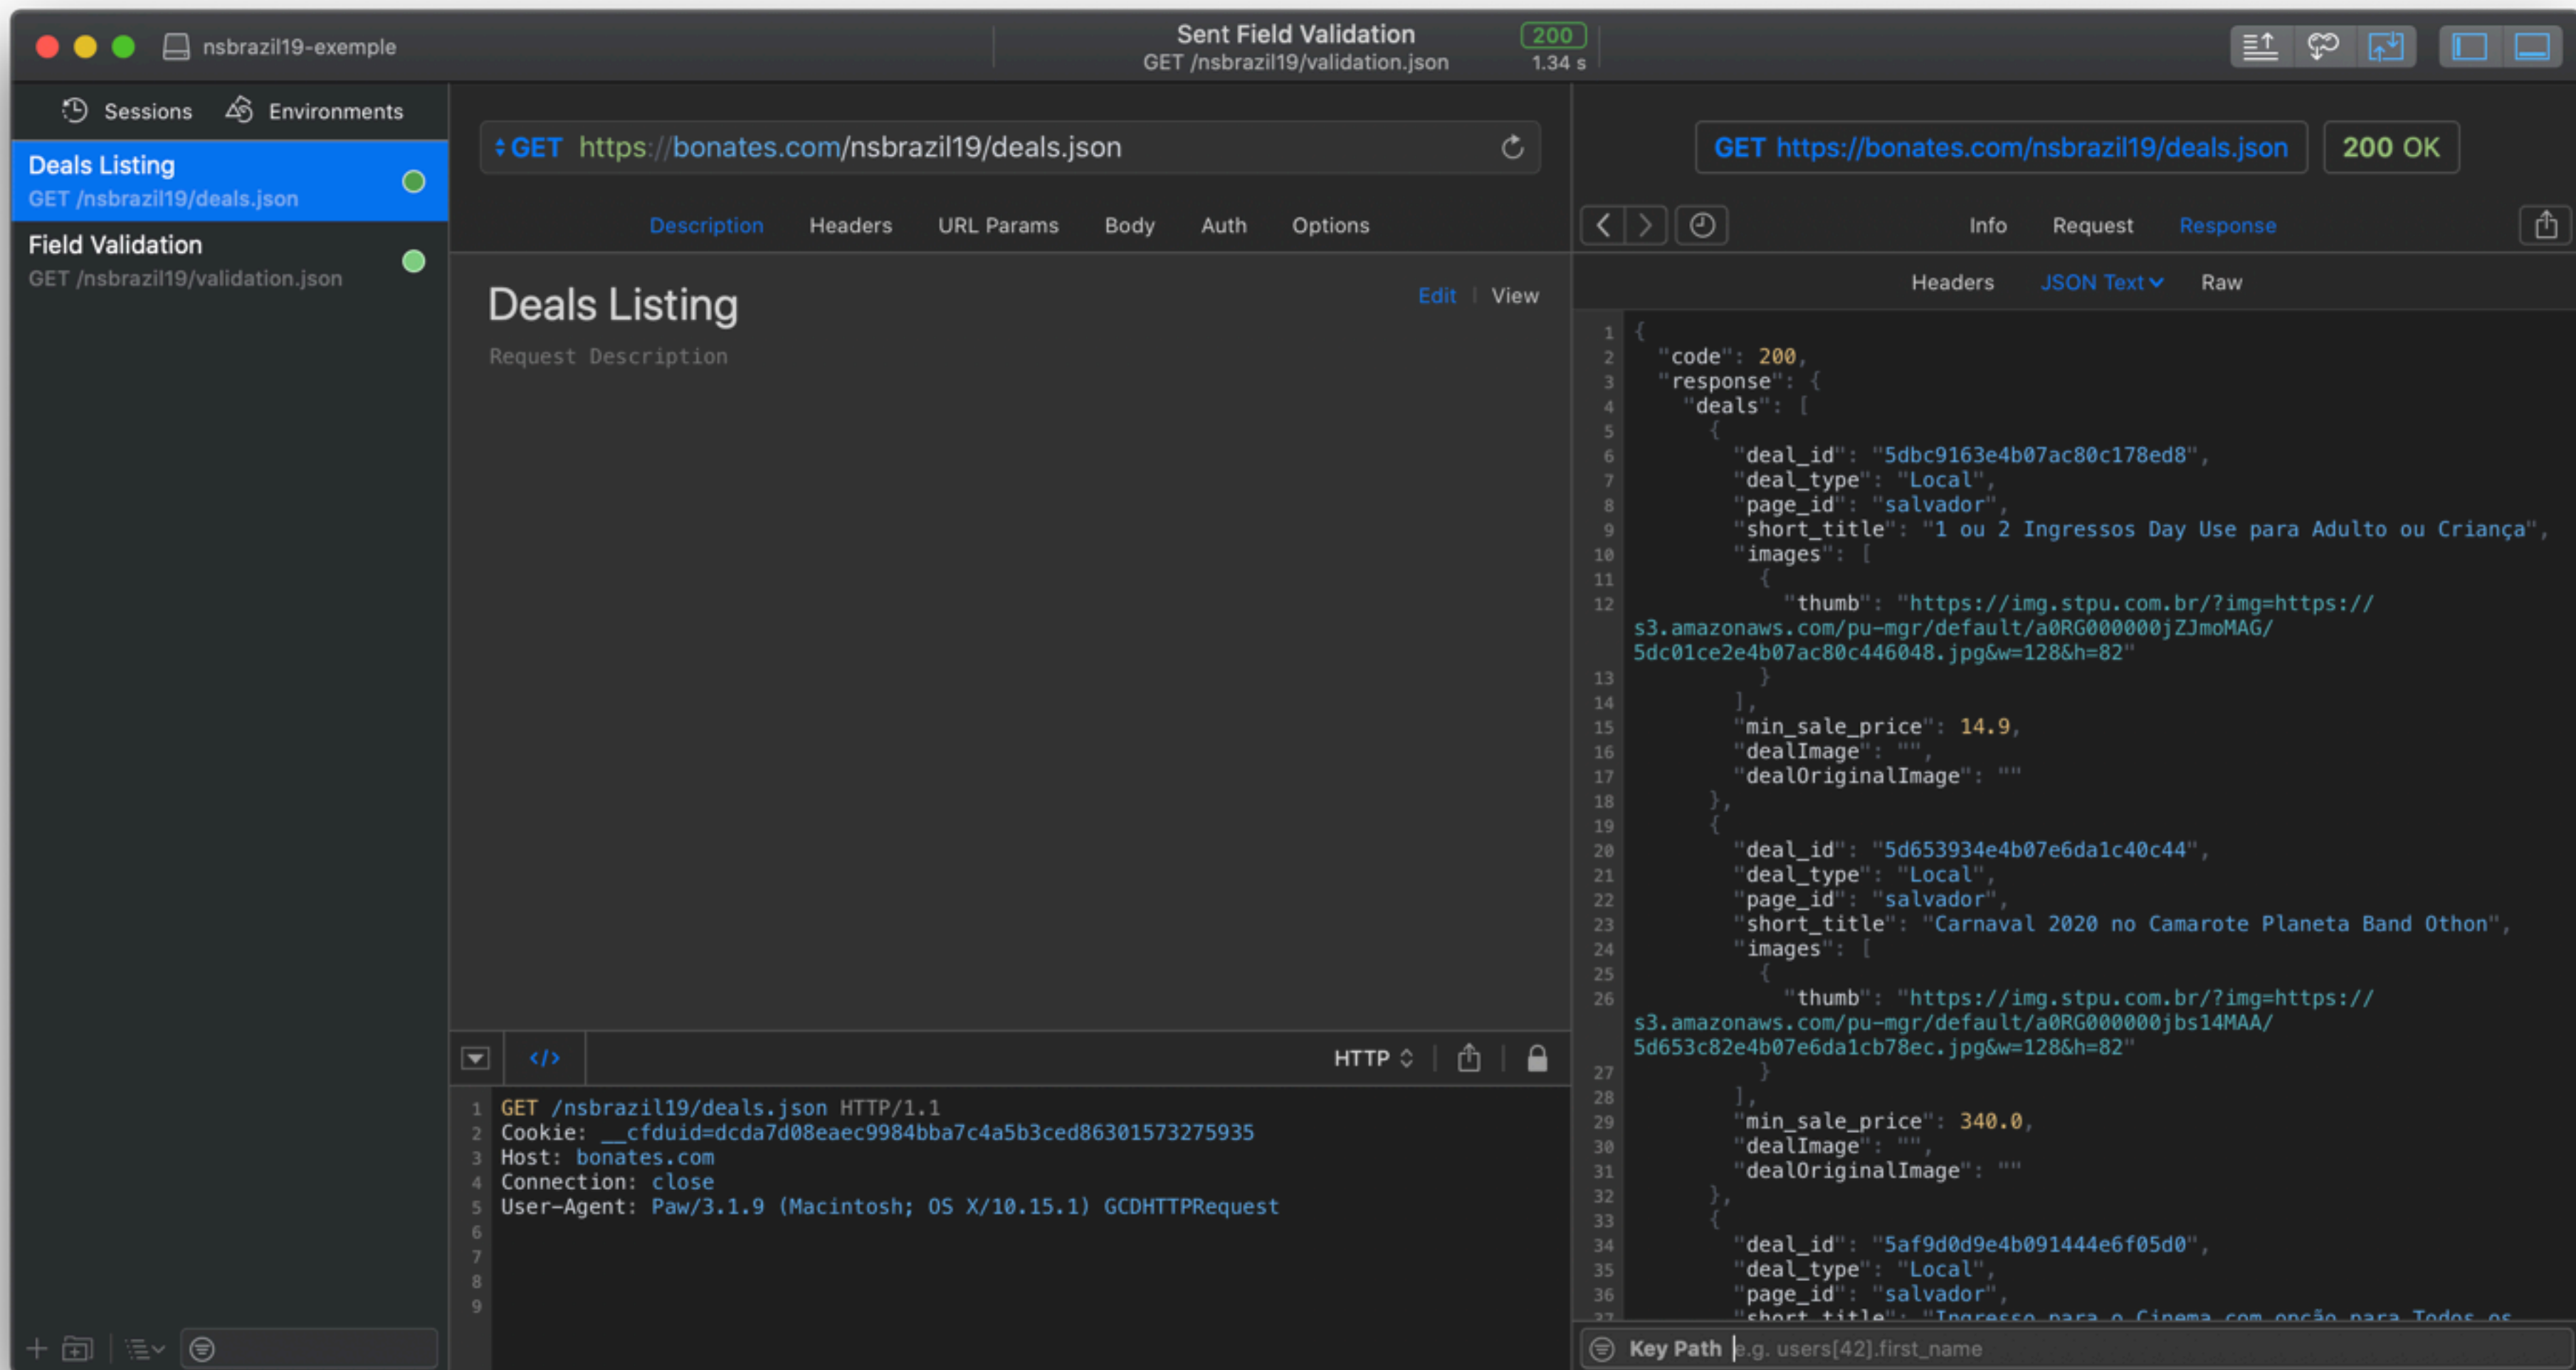 nsbrazil19-exemple
Sent Field Validation
GET /nsbrazil19/validation.json
200
1.34 s
Sessions
Environments
Deals Listing
GET /nsbrazil19/deals.json
Field Validation
GET /nsbrazil19/validation.json
GET https://bonates.com/nsbrazil19/deals.json
Description Headers URL Params Body Auth Options
Deals Listing
Edit | View
Request Description
</> HTTP
1 GET /nsbrazil19/deals.json HTTP/1.1
2 Cookie: __cfduid=dcda7d08eaec9984bba7c4a5b3ced86301573275935
3 Host: bonates.com
4 Connection: close
5 User-Agent: Paw/3.1.9 (Macintosh; OS X/10.15.1) GCDHTTPRequest
6
7
8
9
GET https://bonates.com/nsbrazil19/deals.json 200 OK
Info Request Response
Headers JSON Text Raw
1 {
2 "code": 200,
3 "response": {
4 "deals": [
5 {
6 "deal_id": "5dbc9163e4b07ac80c178ed8",
7 "deal_type": "Local",
8 "page_id": "salvador",
9 "short_title": "1 ou 2 Ingressos Day Use para Adulto ou Criança",
10 "images": [
11 {
12 "thumb": "https://img.stpu.com.br/?img=https://
s3.amazonaws.com/pu-mgr/default/a0RG000000jZJmoMAG/
5dc01ce2e4b07ac80c446048.jpg&w=128&h=82"
13 }
14 ],
15 "min_sale_price": 14.9,
16 "dealImage": "",
17 "dealOriginalImage": ""
18 },
19 {
20 "deal_id": "5d653934e4b07e6da1c40c44",
21 "deal_type": "Local",
22 "page_id": "salvador",
23 "short_title": "Carnaval 2020 no Camarote Planeta Band Othon",
24 "images": [
25 {
26 "thumb": "https://img.stpu.com.br/?img=https://
s3.amazonaws.com/pu-mgr/default/a0RG000000jbs14MAA/
5d653c82e4b07e6da1cb78ec.jpg&w=128&h=82"
27 }
28 ],
29 "min_sale_price": 340.0,
30 "dealImage": "",
31 "dealOriginalImage": ""
32 },
33 {
34 "deal_id": "5af9d0d9e4b091444e6f05d0",
35 "deal_type": "Local",
36 "page_id": "salvador",
37 "short_title": "Ingresso para o Cinema com opção para Todos os
Key Path e.g. users[42].first_name